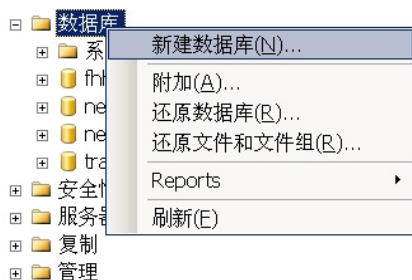 数据库
新建数据库(N)...
系
附加(A)...
还原数据库(R)...
还原文件和文件组(R)...
Reports
刷新(F)
fh
ne
ne
tra
安全
服务
复制
管理